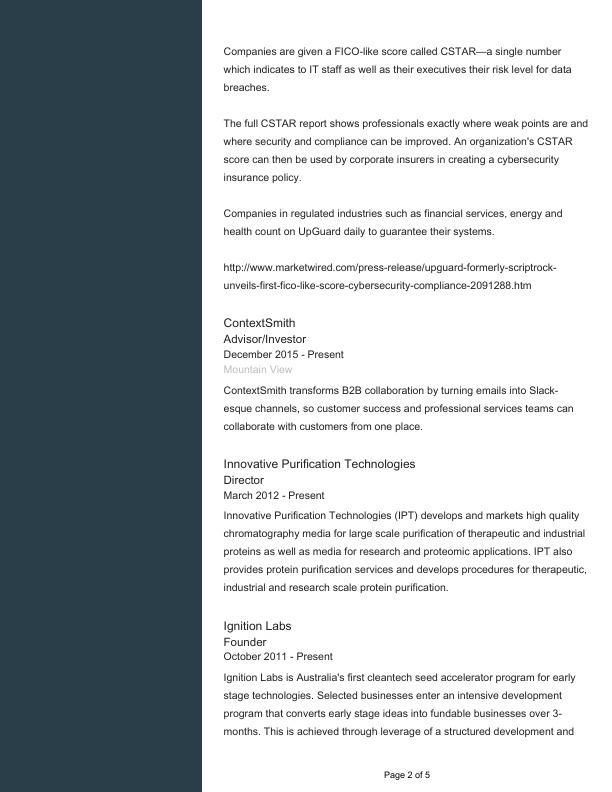 Companies are given a FICO-like score called CSTAR—a single number
which indicates to IT staff as well as their executives their risk level for data
breaches.
The full CSTAR report shows professionals exactly where weak points are and
where security and compliance can be improved. An organization's CSTAR
score can then be used by corporate insurers in creating a cybersecurity
insurance policy.
Companies in regulated industries such as financial services, energy and
health count on UpGuard daily to guarantee their systems.
http://www.marketwired.com/press-release/upguard-formerly-scriptrock-
unveils-first-fico-like-score-cybersecurity-compliance-2091288.htm
ContextSmith
Advisor/Investor
December 2015 - Present
Mountain View
ContextSmith transforms B2B collaboration by turning emails into Slack-
esque channels, so customer success and professional services teams can
collaborate with customers from one place.
Innovative Purification Technologies
Director
March 2012 - Present
Innovative Purification Technologies (IPT) develops and markets high quality
chromatography media for large scale purification of therapeutic and industrial
proteins as well as media for research and proteomic applications. IPT also
provides protein purification services and develops procedures for therapeutic,
industrial and research scale protein purification.
Ignition Labs
Founder
October 2011 - Present
Ignition Labs is Australia's first cleantech seed accelerator program for early
stage technologies. Selected businesses enter an intensive development
program that converts early stage ideas into fundable businesses over 3-
months. This is achieved through leverage of a structured development and
Page 2 of 5